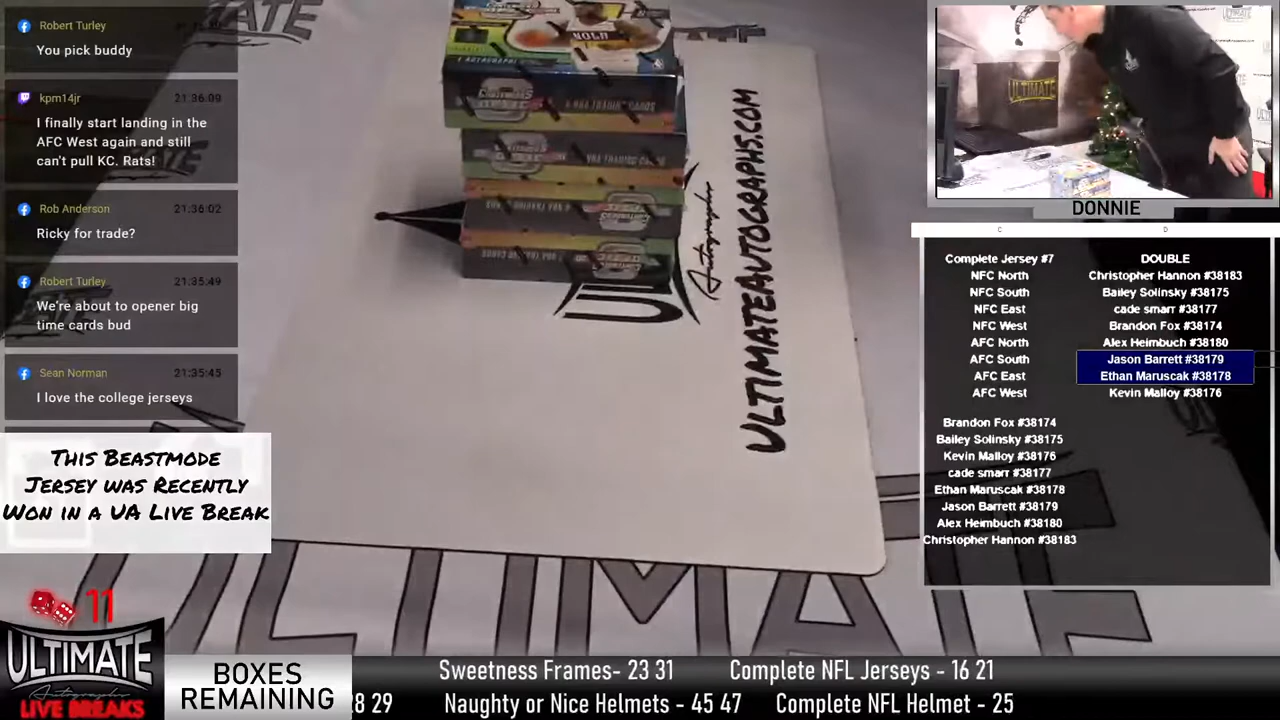 Robert Turley
You pick buddy
kpm14jr 21:36:09
I finally start landing in the
AFC West again and still
can't pull KC. Rats!
Rob Anderson 21:36:02
Ricky for trade?
Robert Turley 21:35:49
We're about to opener big
time cards bud
Sean Norman 21:35:45
I love the college jerseys
This Beastmode
Jersey was Recently
Won in a UA Live Break
11
ULTIMATE
Autographs
LIVE BREAKS
BOXES
REMAINING
Sweetness Frames- 23 31 Complete NFL Jerseys - 16 21
28 29 Naughty or Nice Helmets - 45 47 Complete NFL Helmet - 25
ULTIMATEAUTOGRAPHS.COM
Autographs
ULTIMATE
ULTIMATE
DONNIE
C D
Complete Jersey #7 DOUBLE
NFC North Christopher Hannon #38183
NFC South Bailey Solinsky #38175
NFC East cade smarr #38177
NFC West Brandon Fox #38174
AFC North Alex Heimbuch #38180
AFC South Jason Barrett #38179
AFC East Ethan Maruscak #38178
AFC West Kevin Malloy #38176
Brandon Fox #38174
Bailey Solinsky #38175
Kevin Malloy #38176
cade smarr #38177
Ethan Maruscak #38178
Jason Barrett #38179
Alex Heimbuch #38180
Christopher Hannon #38183